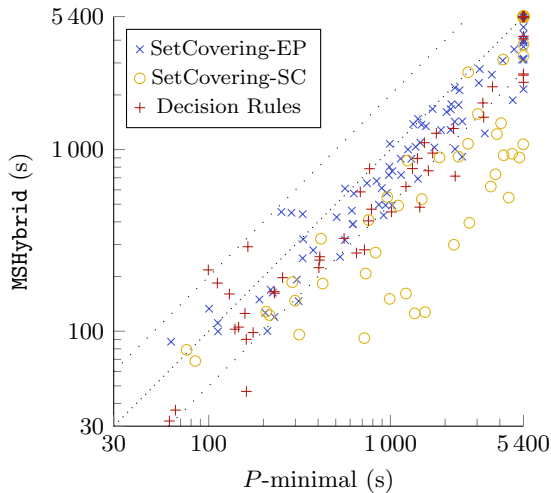 5 400
1 000
100
30
MSHybrid (s)
SetCovering-EP
SetCovering-SC
Decision Rules
30
100
1 000
5 400
P-minimal (s)